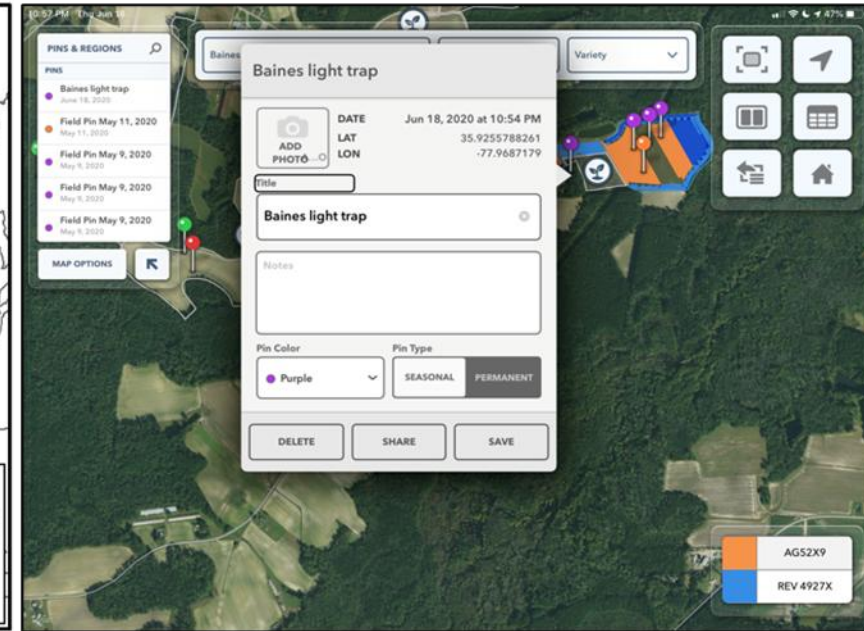 10:57 PM Thu Jun 18
47%
PINS & REGIONS
PINS
Baines light trap
June 18, 2020
Field Pin May 11, 2020
May 11, 2020
Field Pin May 9, 2020
May 9, 2020
Field Pin May 9, 2020
May 9, 2020
Field Pin May 9, 2020
May 9, 2020
MAP OPTIONS
Baines
Variety
Baines light trap
ADD
PHOTO
DATE Jun 18, 2020 at 10:54 PM
LAT 35.9255788261
LON -77.9687179
Title
Baines light trap
Notes
Pin Color
Purple
Pin Type
SEASONAL PERMANENT
DELETE SHARE SAVE
AG52X9
REV 4927X